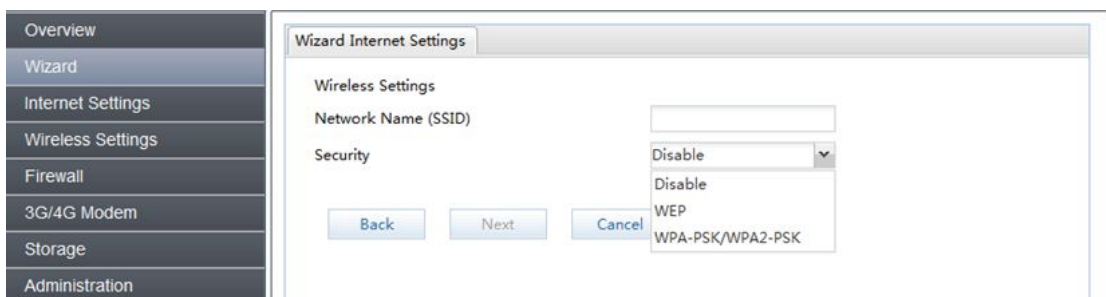 Overview
Wizard
Internet Settings
Wireless Settings
Firewall
3G/4G Modem
Storage
Administration
Wizard Internet Settings
Wireless Settings
Network Name (SSID)
Security
Disable
Disable
WEP
WPA-PSK/WPA2-PSK
Back Next Cancel